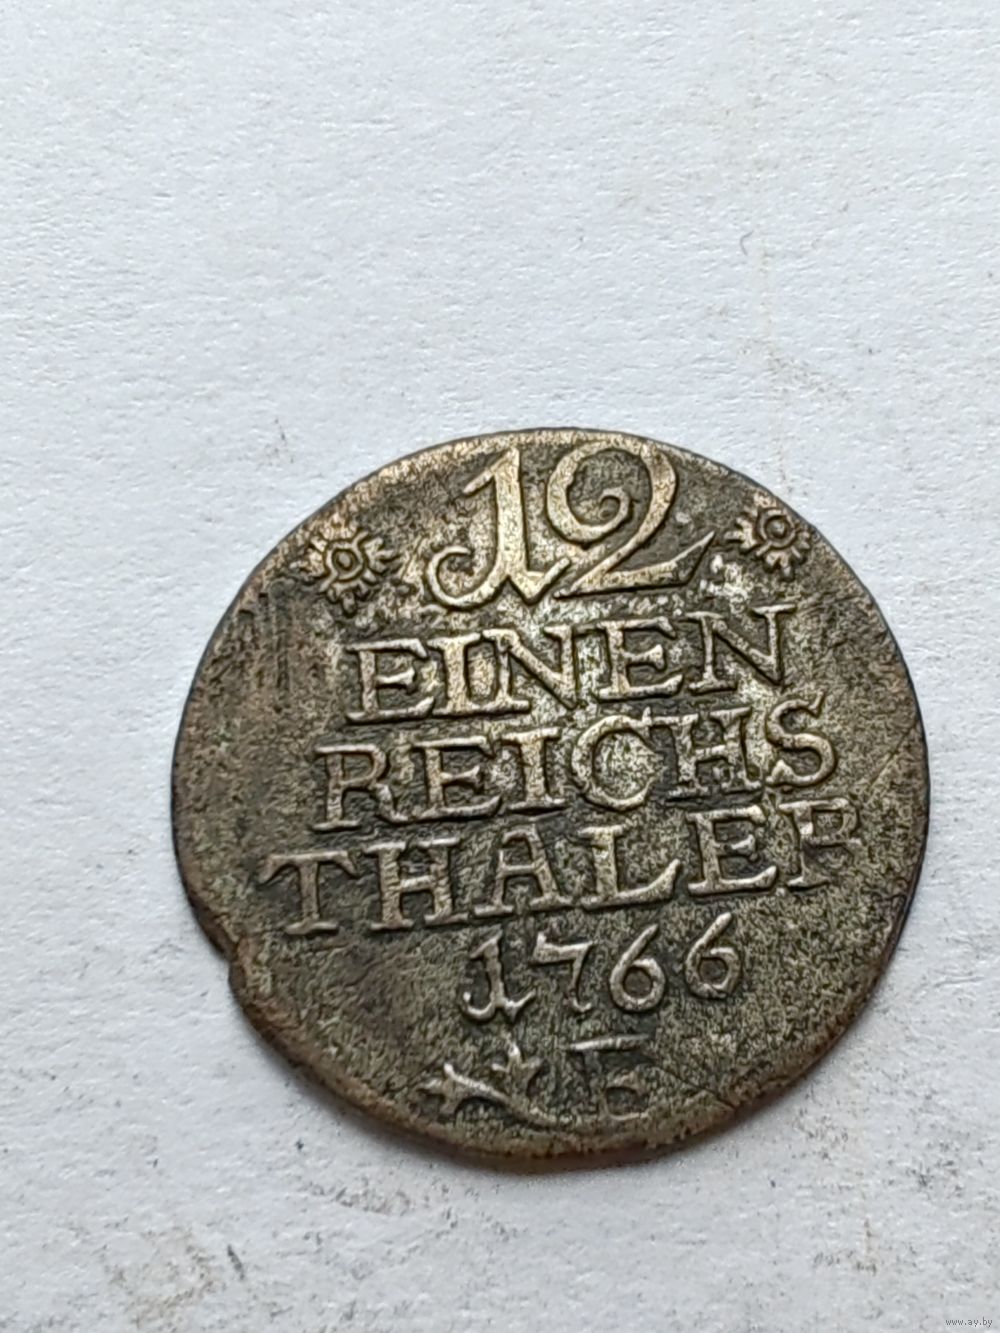 12
EINEN
REICHS
THALER
1766
E
www.ay.by